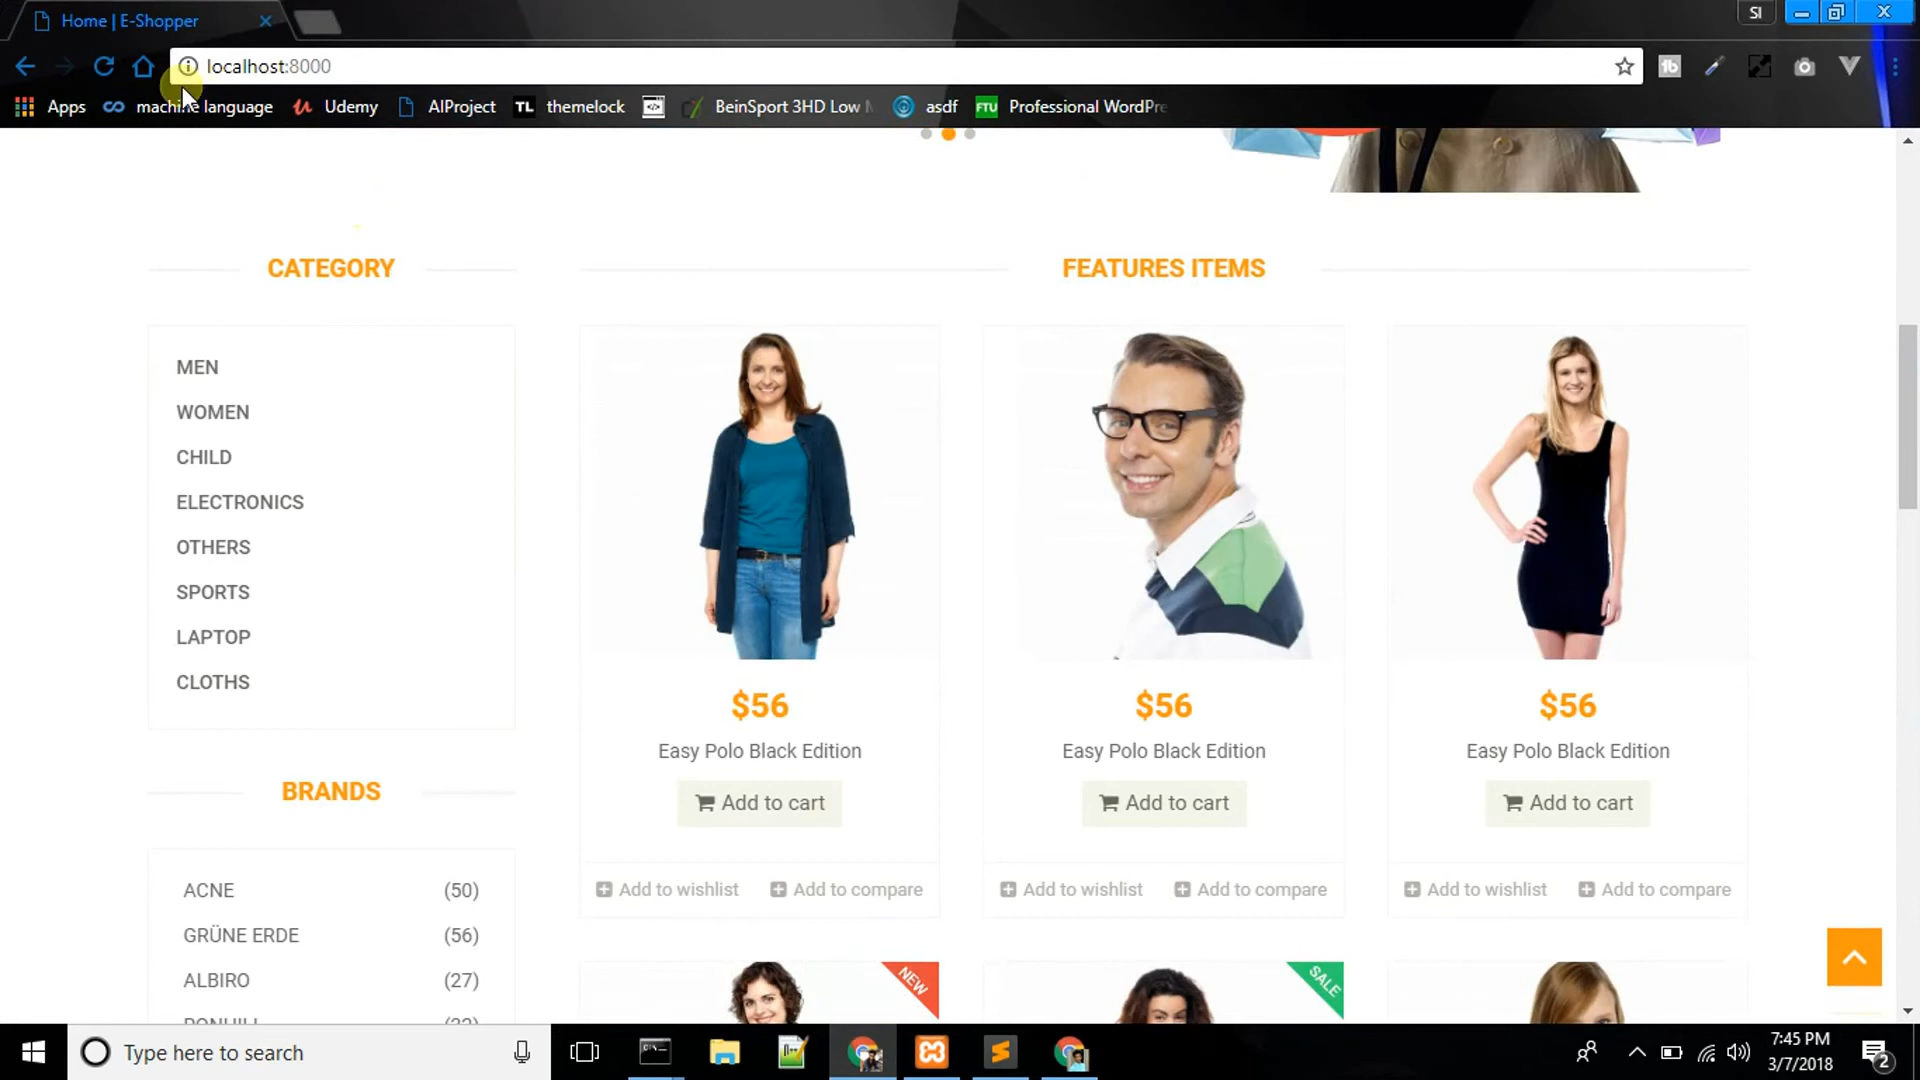 Home | E-Shopper
SI
localhost:8000
Apps machine language Udemy AIProject TL themelock BeinSport 3HD Low asdf FTU Professional WordPre
CATEGORY
FEATURES ITEMS
MEN
WOMEN
CHILD
ELECTRONICS
OTHERS
SPORTS
LAPTOP
CLOTHS
$56 $56 $56
Easy Polo Black Edition Easy Polo Black Edition Easy Polo Black Edition
Add to cart Add to cart Add to cart
Add to wishlist Add to compare Add to wishlist Add to compare Add to wishlist Add to compare
BRANDS
ACNE (50)
GRÜNE ERDE (56)
ALBIRO (27)
NEW
SALE
Type here to search
7:45 PM
3/7/2018
2